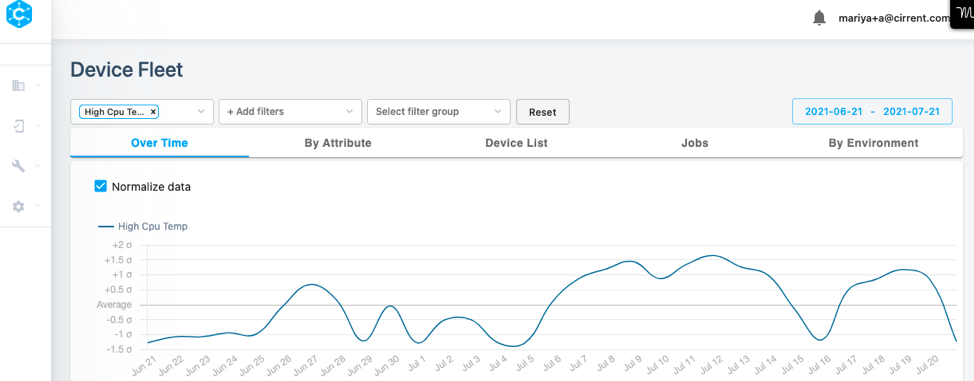 mariya+a@cirrent.com
Device Fleet
High Cpu Te... ×
+ Add filters
Select filter group
Reset
2021-06-21 - 2021-07-21
Over Time
By Attribute
Device List
Jobs
By Environment
Normalize data
High Cpu Temp
+2 σ
+1.5 σ
+1 σ
+0.5 σ
Average
-0.5 σ
-1 σ
-1.5 σ
Jun 21
Jun 22
Jun 23
Jun 24
Jun 25
Jun 26
Jun 27
Jun 28
Jun 29
Jun 30
Jul 1
Jul 2
Jul 3
Jul 4
Jul 5
Jul 6
Jul 7
Jul 8
Jul 9
Jul 10
Jul 11
Jul 12
Jul 13
Jul 14
Jul 15
Jul 16
Jul 17
Jul 18
Jul 19
Jul 20